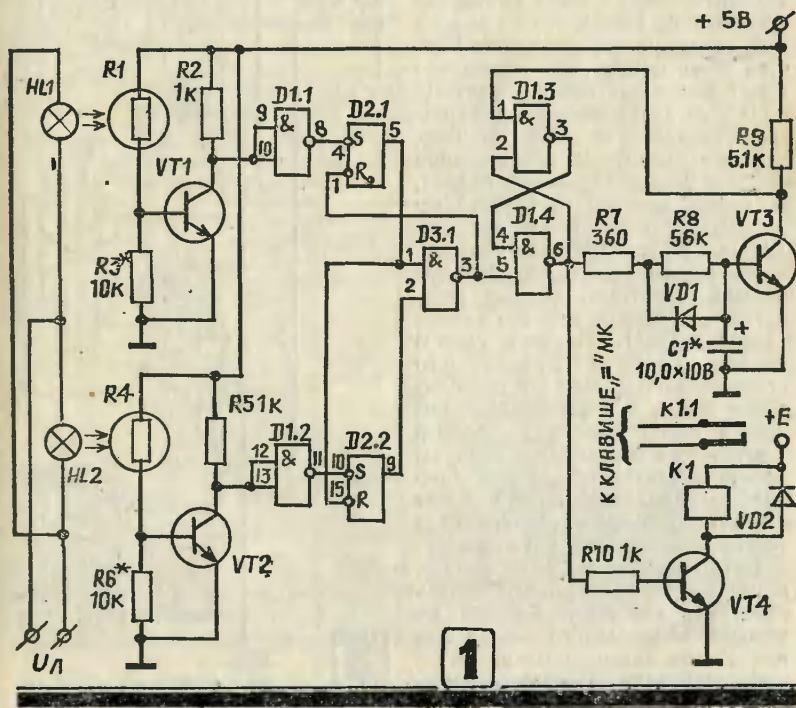 + 5В
HL1
R1
R2
1к
9
10
&
D1.1
8
D2.1
S
4
R
1
5
1
2
&
D1.3
3
R9
5.1к
VT1
R3*
10к
D3.1
1
2
&
3
D1.4
4
5
&
6
R7
360
R8
56к
VT3
VD1
C1*
+
10,0×10В
R4
HL2
R5 1к
12
13
&
D1.2
11
D2.2
10
S
15
R
9
К КЛАВИШЕ „=" МК
К1.1
+E
К1
VD2
R6*
10к
VT2
R10 1к
VT4
Uл
1